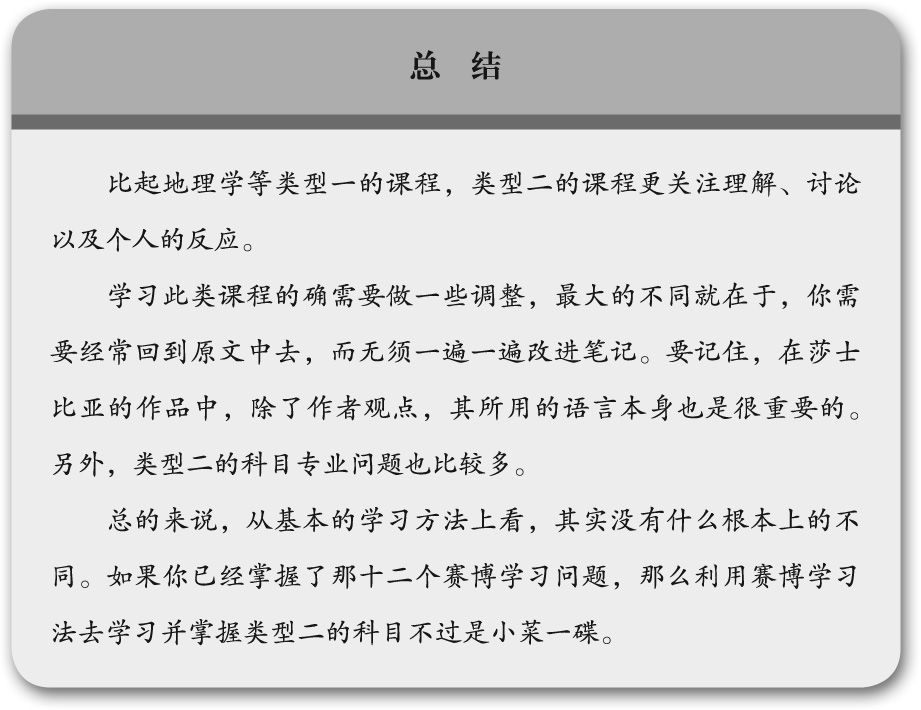 总 结
比起地理学等类型一的课程，类型二的课程更关注理解、讨论
以及个人的反应。
学习此类课程的确需要做一些调整，最大的不同就在于，你需
要经常回到原文中去，而无须一遍一遍改进笔记。要记住，在莎士
比亚的作品中，除了作者观点，其所用的语言本身也是很重要的。
另外，类型二的科目专业问题也比较多。
总的来说，从基本的学习方法上看，其实没有什么根本上的不
同。如果你已经掌握了那十二个赛博学习问题，那么利用赛博学习
法去学习并掌握类型二的科目不过是小菜一碟。